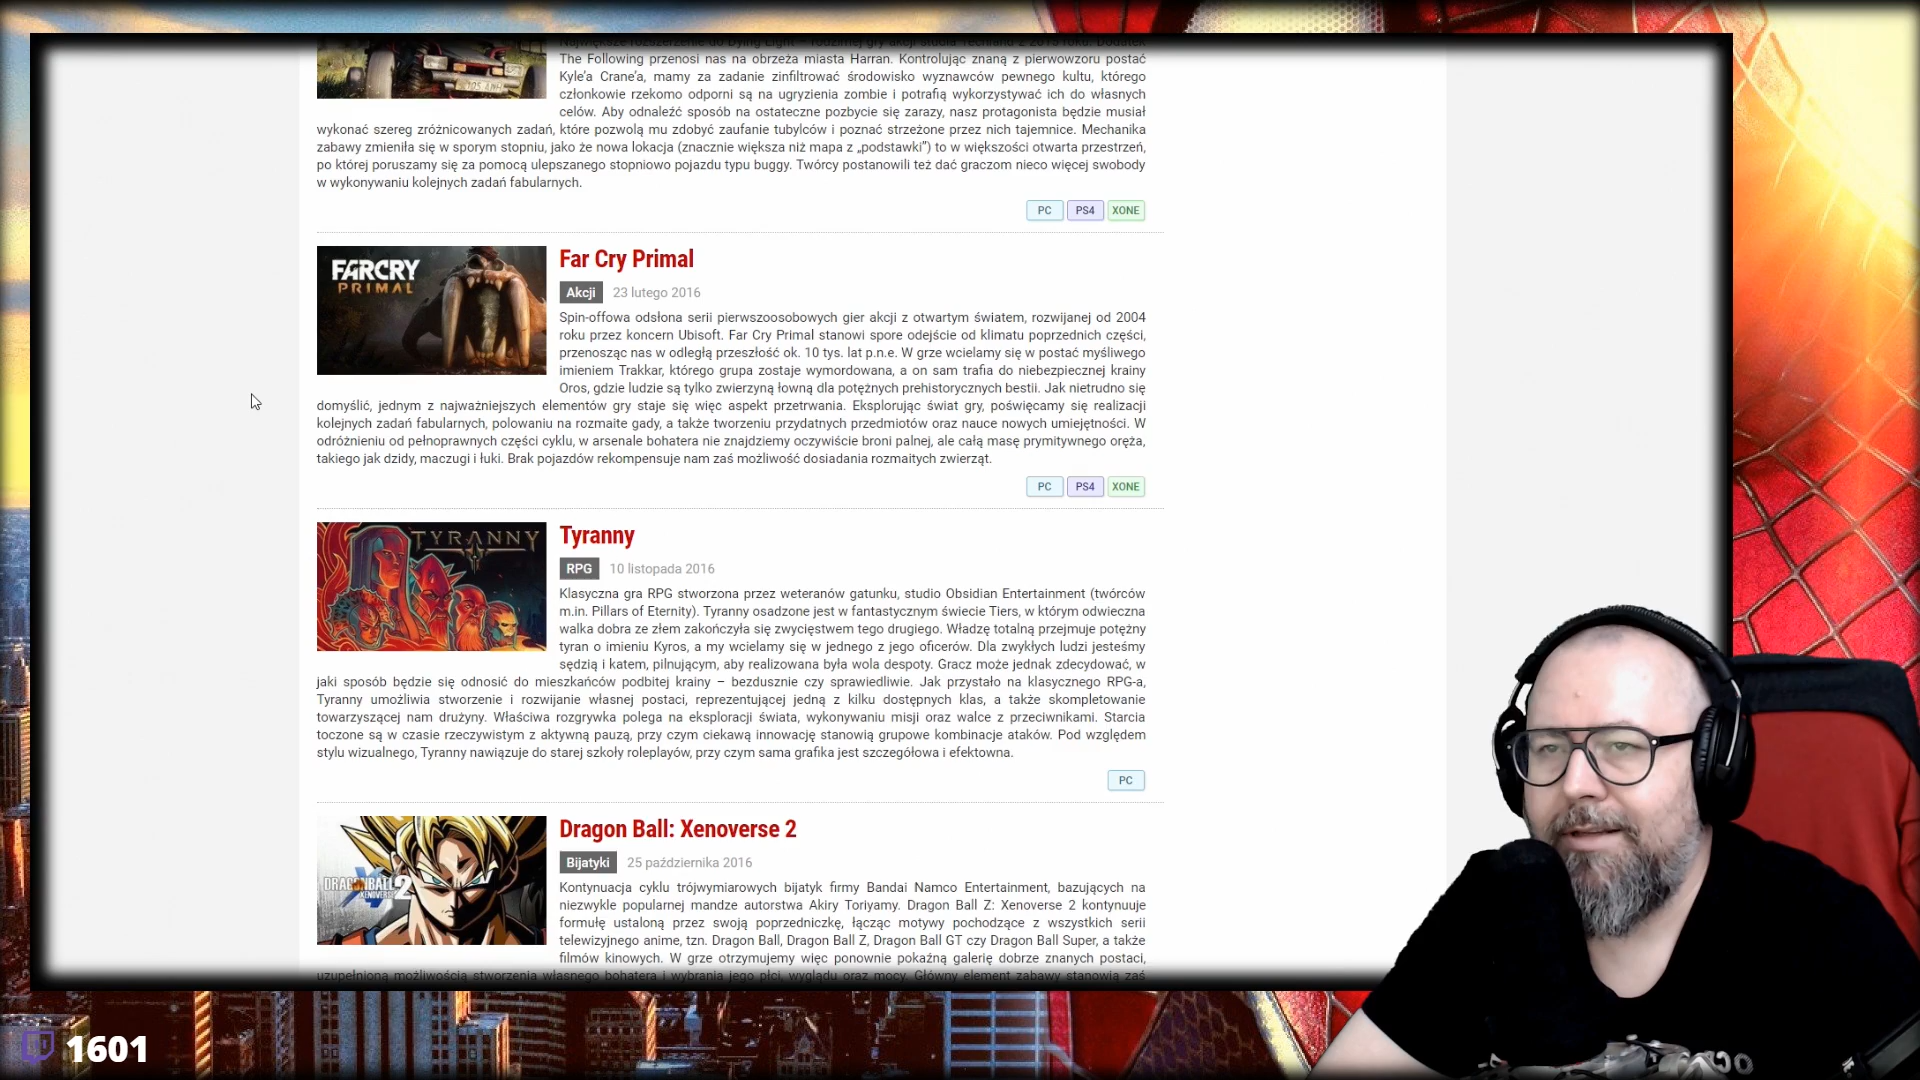 Największe rozszerzenie do Dying Light – rodzimej gry akcji studia Techland z 2015 roku. Dodatek
The Following przenosi nas na obrzeża miasta Harran. Kontrolując znaną z pierwowzoru postać
Kyle'a Crane'a, mamy za zadanie zinfiltrować środowisko wyznawców pewnego kultu, którego
członkowie rzekomo odporni są na ugryzienia zombie i potrafią wykorzystywać ich do własnych
celów. Aby odnaleźć sposób na ostateczne pozbycie się zarazy, nasz protagonista będzie musiał
wykonać szereg zróżnicowanych zadań, które pozwolą mu zdobyć zaufanie tubylców i poznać strzeżone przez nich tajemnice. Mechanika
zabawy zmieniła się w sporym stopniu, jako że nowa lokacja (znacznie większa niż mapa z „podstawki”) to w większości otwarta przestrzeń,
po której poruszamy się za pomocą ulepszanego stopniowo pojazdu typu buggy. Twórcy postanowili też dać graczom nieco więcej swobody
w wykonywaniu kolejnych zadań fabularnych.
PC PS4 XONE
FARCRY
PRIMAL
Far Cry Primal
Akcji 23 lutego 2016
Spin-offowa odsłona serii pierwszoosobowych gier akcji z otwartym światem, rozwijanej od 2004
roku przez koncern Ubisoft. Far Cry Primal stanowi spore odejście od klimatu poprzednich części,
przenosząc nas w odległą przeszłość ok. 10 tys. lat p.n.e. W grze wcielamy się w postać myśliwego
imieniem Trakkar, którego grupa zostaje wymordowana, a on sam trafia do niebezpiecznej krainy
Oros, gdzie ludzie są tylko zwierzyną łowną dla potężnych prehistorycznych bestii. Jak nietrudno się
domyślić, jednym z najważniejszych elementów gry staje się więc aspekt przetrwania. Eksplorując świat gry, poświęcamy się realizacji
kolejnych zadań fabularnych, polowaniu na rozmaite gady, a także tworzeniu przydatnych przedmiotów oraz nauce nowych umiejętności. W
odróżnieniu od pełnoprawnych części cyklu, w arsenale bohatera nie znajdziemy oczywiście broni palnej, ale całą masę prymitywnego oręża,
takiego jak dzidy, maczugi i łuki. Brak pojazdów rekompensuje nam zaś możliwość dosiadania rozmaitych zwierząt.
PC PS4 XONE
TYRANNY
Tyranny
RPG 10 listopada 2016
Klasyczna gra RPG stworzona przez weteranów gatunku, studio Obsidian Entertainment (twórców
m.in. Pillars of Eternity). Tyranny osadzone jest w fantastycznym świecie Tiers, w którym odwieczna
walka dobra ze złem zakończyła się zwycięstwem tego drugiego. Władzę totalną przejmuje potężny
tyran o imieniu Kyros, a my wcielamy się w jednego z jego oficerów. Dla zwykłych ludzi jesteśmy
sędzią i katem, pilnującym, aby realizowana była wola despoty. Gracz może jednak zdecydować, w
jaki sposób będzie się odnosić do mieszkańców podbitej krainy – bezdusznie czy sprawiedliwie. Jak przystało na klasycznego RPG-a,
Tyranny umożliwia stworzenie i rozwijanie własnej postaci, reprezentującej jedną z kilku dostępnych klas, a także skompletowanie
towarzyszącej nam drużyny. Właściwa rozgrywka polega na eksploracji świata, wykonywaniu misji oraz walce z przeciwnikami. Starcia
toczone są w czasie rzeczywistym z aktywną pauzą, przy czym ciekawą innowację stanowią grupowe kombinacje ataków. Pod względem
stylu wizualnego, Tyranny nawiązuje do starej szkoły roleplayów, przy czym sama grafika jest szczegółowa i efektowna.
PC
DRAGONBALL
XENOVERSE 2
Dragon Ball: Xenoverse 2
Bijatyki 25 października 2016
Kontynuacja cyklu trójwymiarowych bijatyk firmy Bandai Namco Entertainment, bazujących na
niezwykle popularnej mandze autorstwa Akiry Toriyamy. Dragon Ball Z: Xenoverse 2 kontynuuje
formułę ustaloną przez swoją poprzedniczkę, łącząc motywy pochodzące z wszystkich serii
telewizyjnego anime, tzn. Dragon Ball, Dragon Ball Z, Dragon Ball GT czy Dragon Ball Super, a także
filmów kinowych. W grze otrzymujemy więc ponownie pokaźną galerię dobrze znanych postaci,
uzupełnioną możliwością stworzenia własnego bohatera i wybrania jego płci, wyglądu oraz mocy. Główny element zabawy stanowią zaś
1601